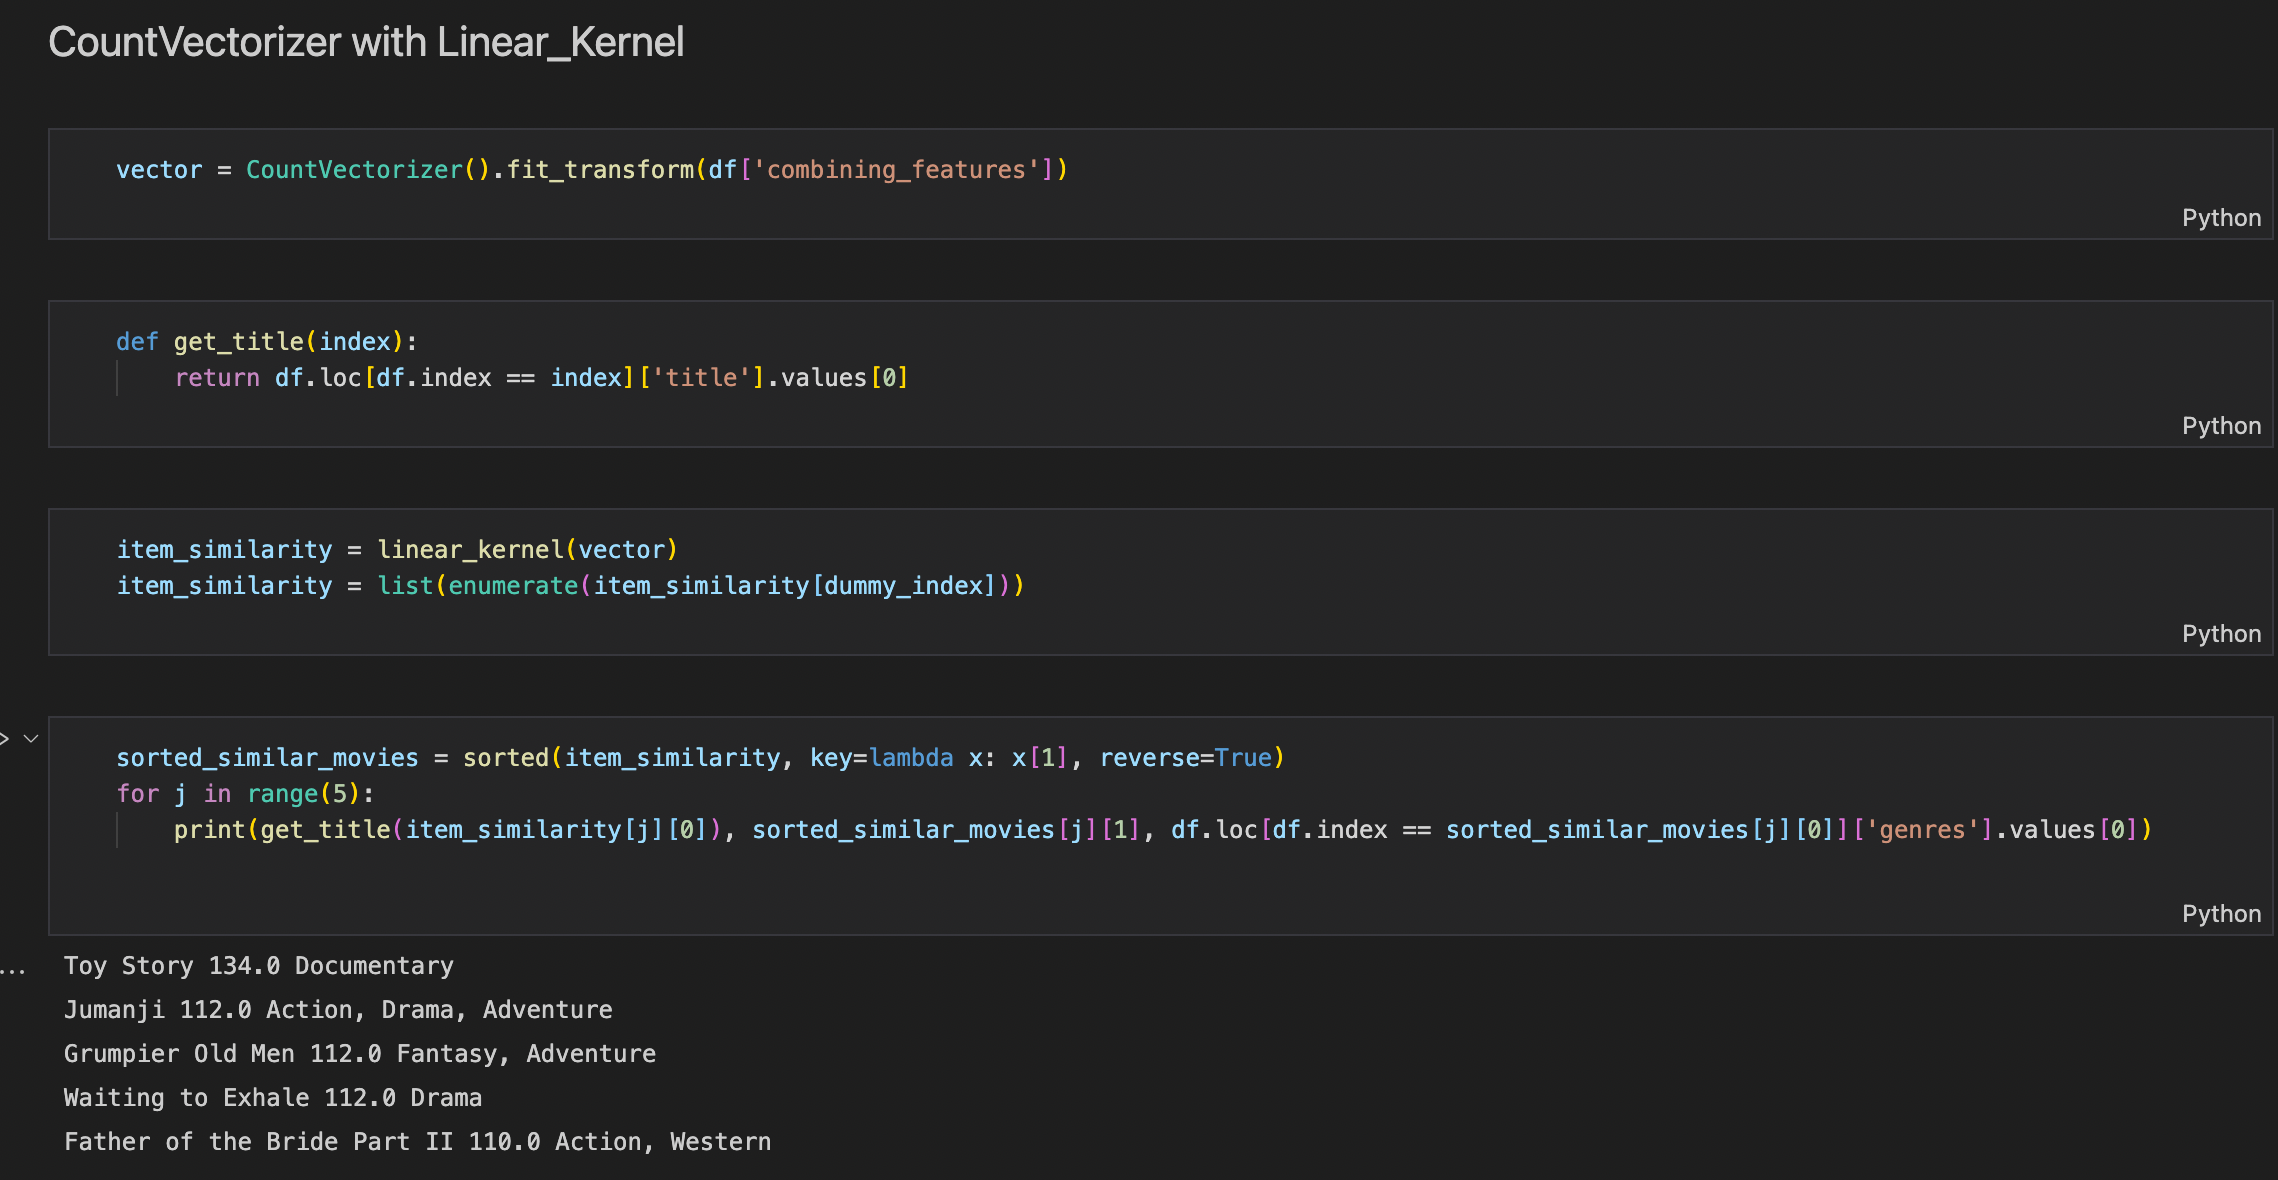 CountVectorizer with Linear_Kernel
vector = CountVectorizer().fit_transform(df['combining_features'])
Python
def get_title(index):
    return df.loc[df.index == index]['title'].values[0]
Python
item_similarity = linear_kernel(vector)
item_similarity = list(enumerate(item_similarity[dummy_index]))
Python
sorted_similar_movies = sorted(item_similarity, key=lambda x: x[1], reverse=True)
for j in range(5):
    print(get_title(item_similarity[j][0]), sorted_similar_movies[j][1], df.loc[df.index == sorted_similar_movies[j][0]]['genres'].values[0])
Python
... Toy Story 134.0 Documentary
Jumanji 112.0 Action, Drama, Adventure
Grumpier Old Men 112.0 Fantasy, Adventure
Waiting to Exhale 112.0 Drama
Father of the Bride Part II 110.0 Action, Western